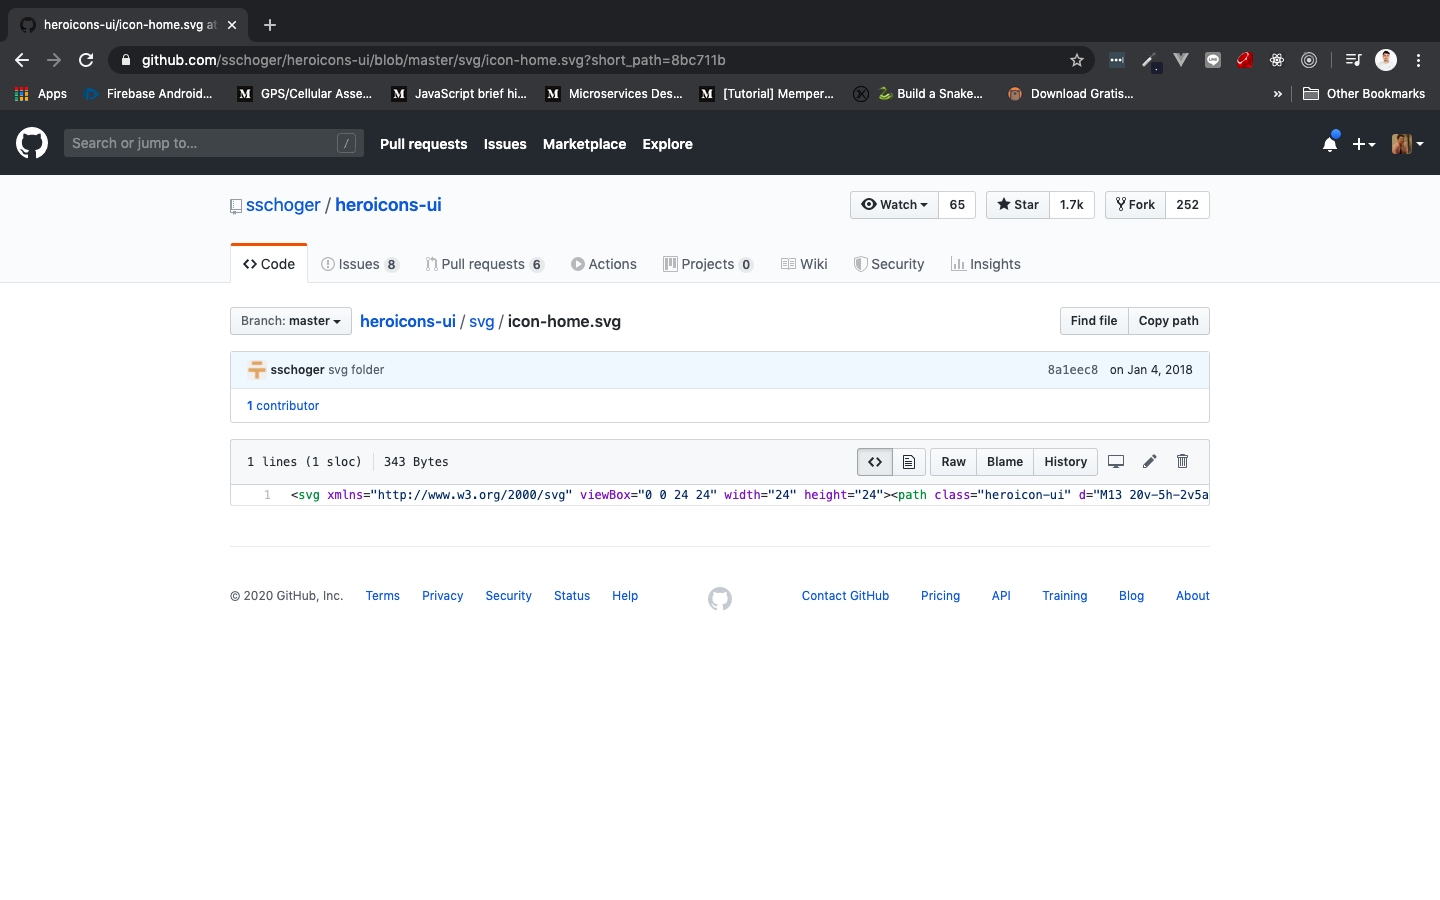 heroicons-ui/icon-home.svg at
github.com/sschoger/heroicons-ui/blob/master/svg/icon-home.svg?short_path=8bc711b
Apps Firebase Android... GPS/Cellular Asse... JavaScript brief hi... Microservices Des... [Tutorial] Memper... Build a Snake... Download Gratis... » Other Bookmarks
Search or jump to... / Pull requests Issues Marketplace Explore
sschoger / heroicons-ui Watch 65 Star 1.7k Fork 252
Code Issues 8 Pull requests 6 Actions Projects 0 Wiki Security Insights
Branch: master heroicons-ui / svg / icon-home.svg Find file Copy path
sschoger svg folder 8a1eec8 on Jan 4, 2018
1 contributor
1 lines (1 sloc) 343 Bytes <> Raw Blame History
1 <svg xmlns="http://www.w3.org/2000/svg" viewBox="0 0 24 24" width="24" height="24"><path class="heroicon-ui" d="M13 20v-5h-2v5a
© 2020 GitHub, Inc. Terms Privacy Security Status Help Contact GitHub Pricing API Training Blog About